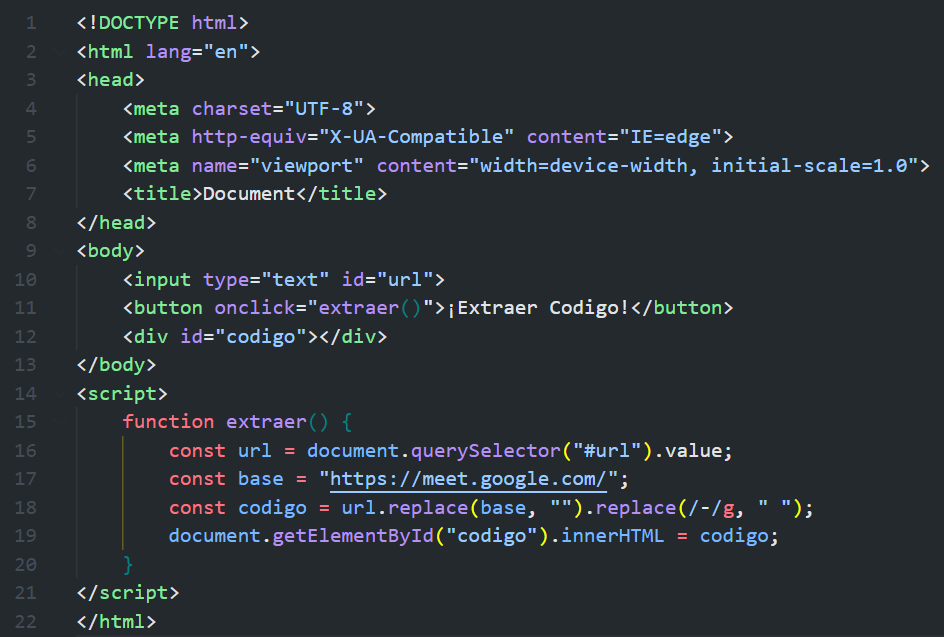 1 <!DOCTYPE html>
2 <html lang="en">
3 <head>
4 <meta charset="UTF-8">
5 <meta http-equiv="X-UA-Compatible" content="IE=edge">
6 <meta name="viewport" content="width=device-width, initial-scale=1.0">
7 <title>Document</title>
8 </head>
9 <body>
10 <input type="text" id="url">
11 <button onclick="extraer()">¡Extraer Codigo!</button>
12 <div id="codigo"></div>
13 </body>
14 <script>
15 function extraer() {
16 const url = document.querySelector("#url").value;
17 const base = "https://meet.google.com/";
18 const codigo = url.replace(base, "").replace(/-/g, " ");
19 document.getElementById("codigo").innerHTML = codigo;
20 }
21 </script>
22 </html>